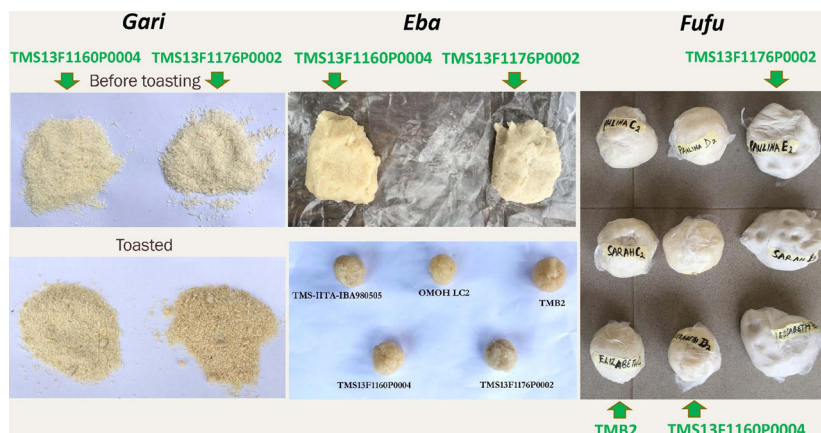 Gari
Eba
Fufu
TMS13F1160P0004 TMS13F1176P0002
TMS13F1160P0004 TMS13F1176P0002
TMS13F1176P0002
Before toasting
Toasted
TMS-IITA-IBA980505
OMOH LC2
TMB2
TMS13F1160P0004
TMS13F1176P0002
PAULINA C2
PAULINA D2
PAULINA E2
SARAH C2
ELIZABETH
TMB2
TMS13F1160P0004